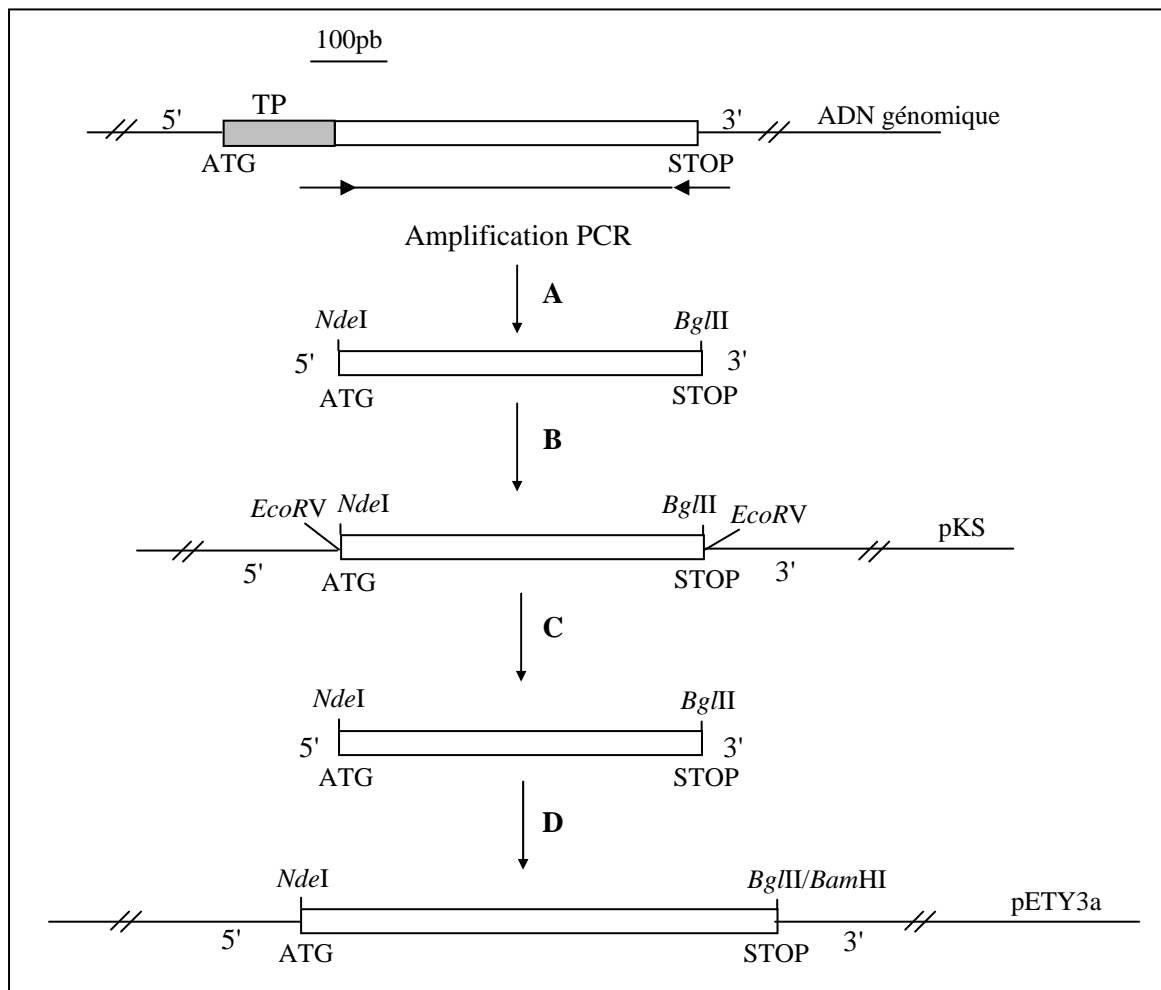 100pb
TP
5'
3'
ADN génomique
ATG
STOP
Amplification PCR
A
NdeI
BglII
5'
3'
ATG
STOP
B
EcoRV
NdeI
BglII
EcoRV
pKS
5'
3'
ATG
STOP
C
NdeI
BglII
5'
3'
ATG
STOP
D
NdeI
BglII/BamHI
pETY3a
5'
3'
ATG
STOP